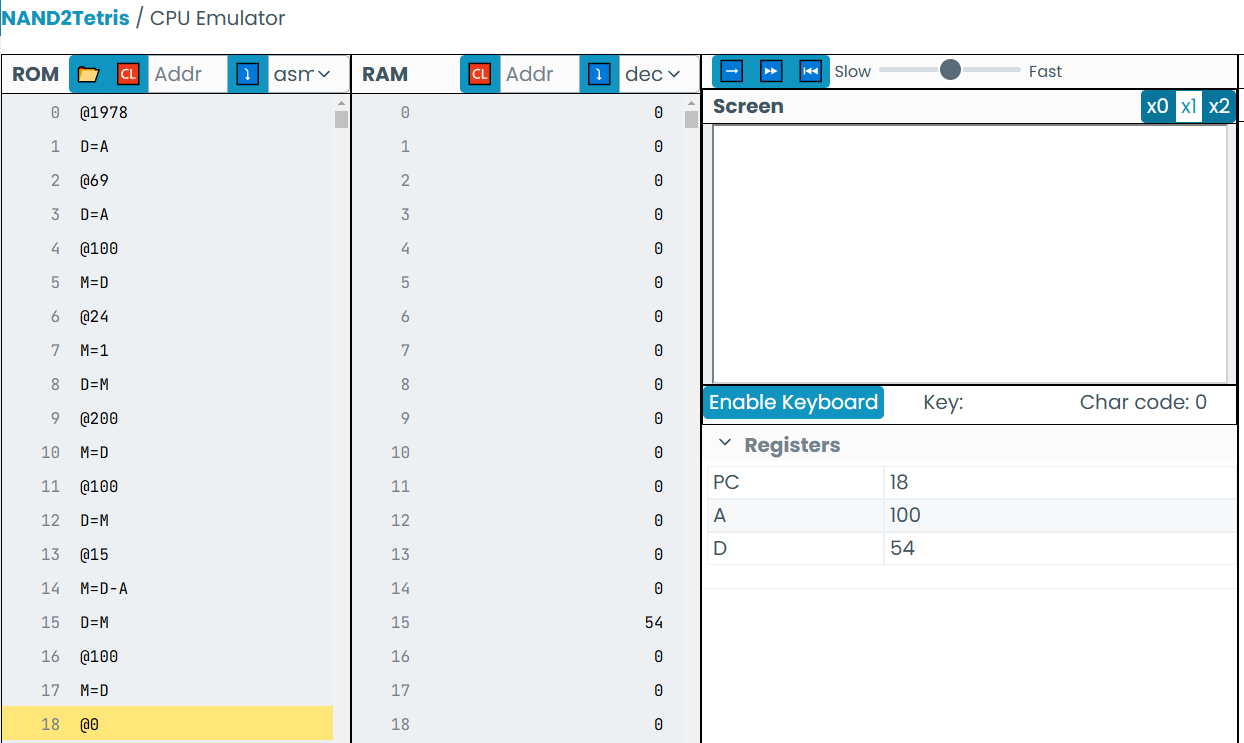 NAND2Tetris / CPU Emulator
ROM CL Addr asm RAM CL Addr dec Slow Fast
Screen x0 x1 x2
0 @1978 0 0
1 D=A 1 0
2 @69 2 0
3 D=A 3 0
4 @100 4 0
5 M=D 5 0
6 @24 6 0
7 M=1 7 0
8 D=M 8 0
9 @200 9 0
10 M=D 10 0
11 @100 11 0
12 D=M 12 0
13 @15 13 0
14 M=D-A 14 0
15 D=M 15 54
16 @100 16 0
17 M=D 17 0
18 @0 18 0
Enable Keyboard Key: Char code: 0
Registers
PC 18
A 100
D 54